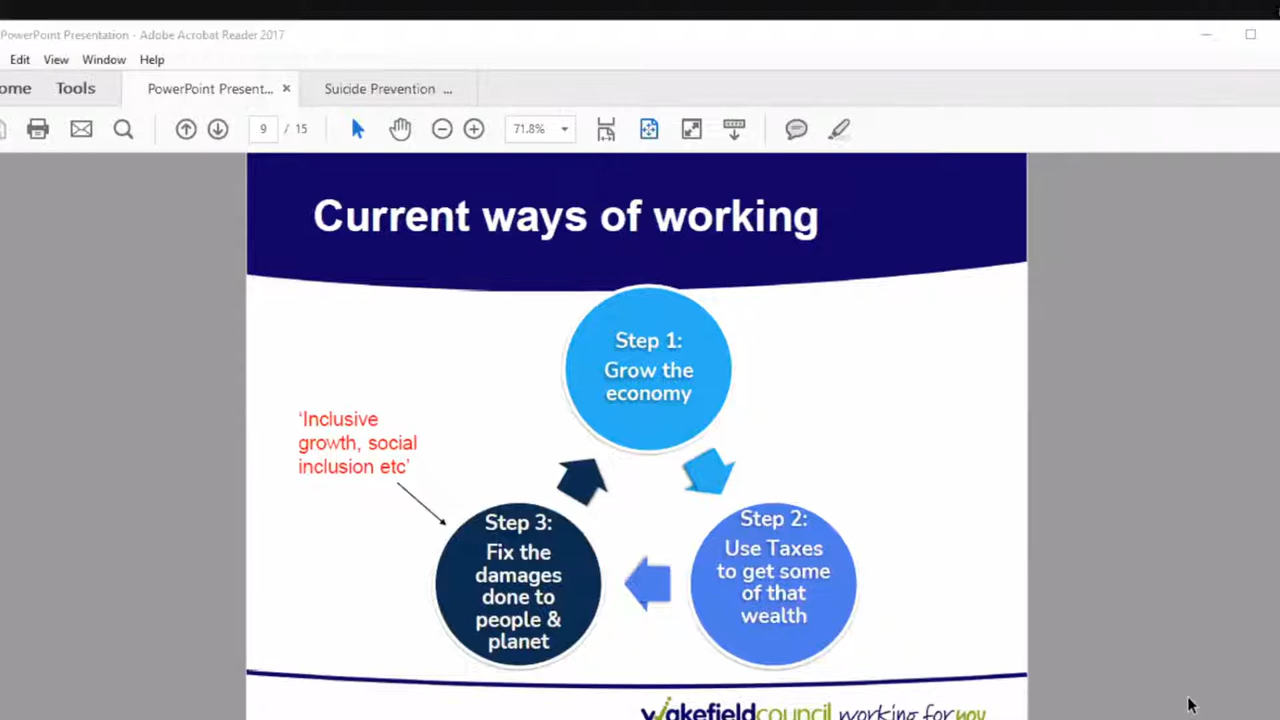 PowerPoint Presentation - Adobe Acrobat Reader 2017
Edit View Window Help
ome Tools PowerPoint Present... × Suicide Prevention ...
9 / 15 71.8%
Current ways of working
Step 1:
Grow the
economy
‘Inclusive
growth, social
inclusion etc’
Step 2:
Use Taxes
to get some
of that
wealth
Step 3:
Fix the
damages
done to
people &
planet
wakefieldcouncil working for you